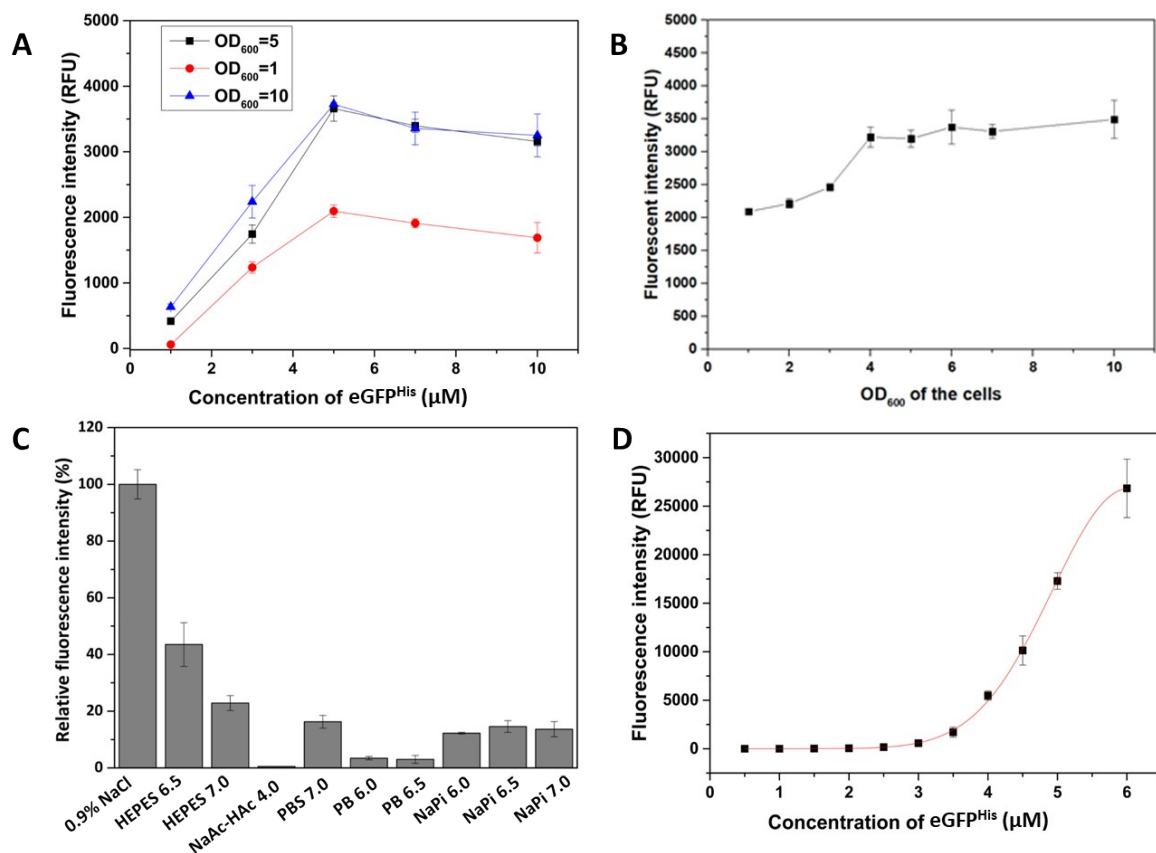 A
Fluorescence intensity (RFU)
5000
4000
3000
2000
1000
0
OD₆₀₀=5
OD₆₀₀=1
OD₆₀₀=10
0 2 4 6 8 10
Concentration of eGFPᴴⁱˢ (μM)
B
Fluorescent intensity (RFU)
5000
4500
4000
3500
3000
2500
2000
1500
1000
500
0
0 2 4 6 8 10
OD₆₀₀ of the cells
C
Relative fluorescence intensity (%)
120
100
80
60
40
20
0
0.9% NaCl
HEPES 6.5
HEPES 7.0
NaAc-HAc 4.0
PBS 7.0
PB 6.0
PB 6.5
NaPi 6.0
NaPi 6.5
NaPi 7.0
D
Fluorescence intensity (RFU)
30000
25000
20000
15000
10000
5000
0
0 1 2 3 4 5 6
Concentration of eGFPᴴⁱˢ (μM)